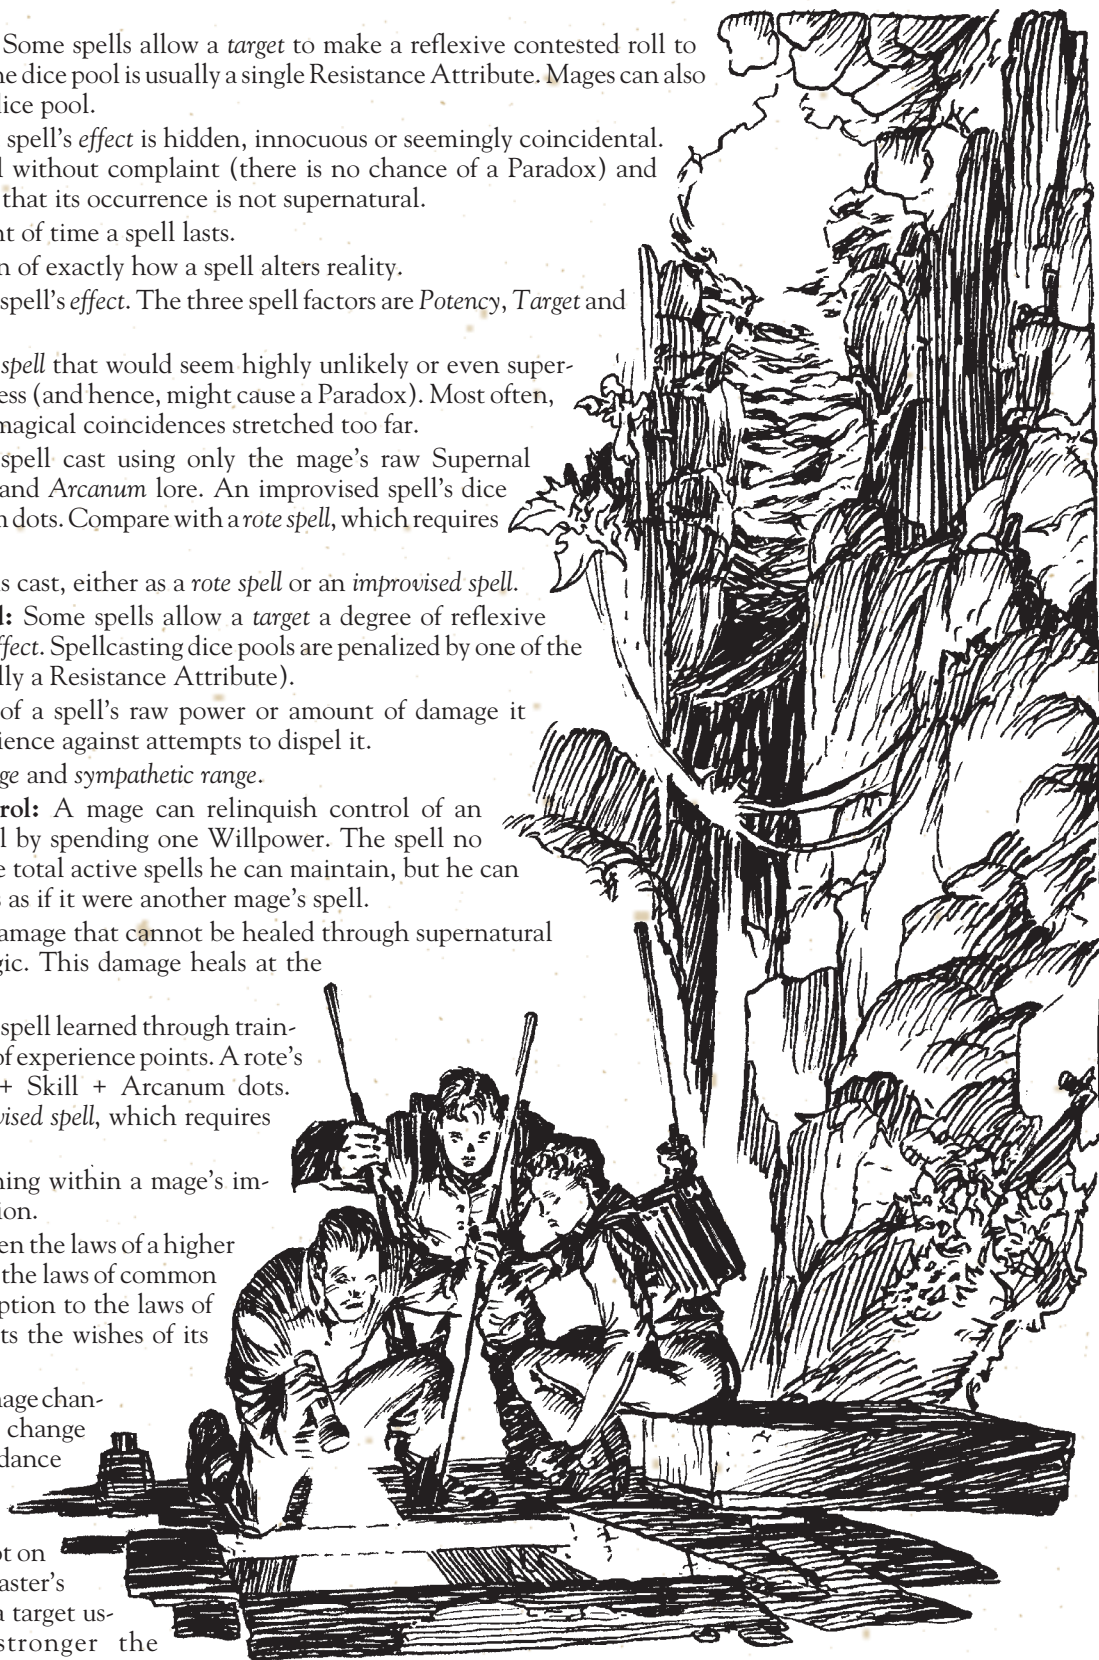 Some spells allow a target to make a reflexive contested roll to
he dice pool is usually a single Resistance Attribute. Mages can also
dice pool.
spell's effect is hidden, innocuous or seemingly coincidental.
l without complaint (there is no chance of a Paradox) and
that its occurrence is not supernatural.
nt of time a spell lasts.
n of exactly how a spell alters reality.
spell's effect. The three spell factors are Potency, Target and
spell that would seem highly unlikely or even super-
ess (and hence, might cause a Paradox). Most often,
magical coincidences stretched too far.
spell cast using only the mage's raw Supernal
and Arcanum lore. An improvised spell's dice
n dots. Compare with a rote spell, which requires
is cast, either as a rote spell or an improvised spell.
l: Some spells allow a target a degree of reflexive
ffect. Spellcasting dice pools are penalized by one of the
lly a Resistance Attribute).
of a spell's raw power or amount of damage it
ience against attempts to dispel it.
ge and sympathetic range.
rol: A mage can relinquish control of an
l by spending one Willpower. The spell no
e total active spells he can maintain, but he can
s as if it were another mage's spell.
amage that cannot be healed through supernatural
gic. This damage heals at the
spell learned through train-
of experience points. A rote's
+ Skill + Arcanum dots.
vised spell, which requires
hing within a mage's im-
ion.
en the laws of a higher
the laws of common
ption to the laws of
ts the wishes of its
age chan-
change
dance
pt on
aster's
a target us-
stronger the